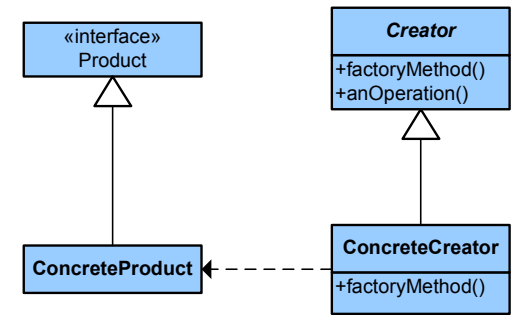 «interface»
Product
Creator
+factoryMethod()
+anOperation()
ConcreteProduct
ConcreteCreator
+factoryMethod()